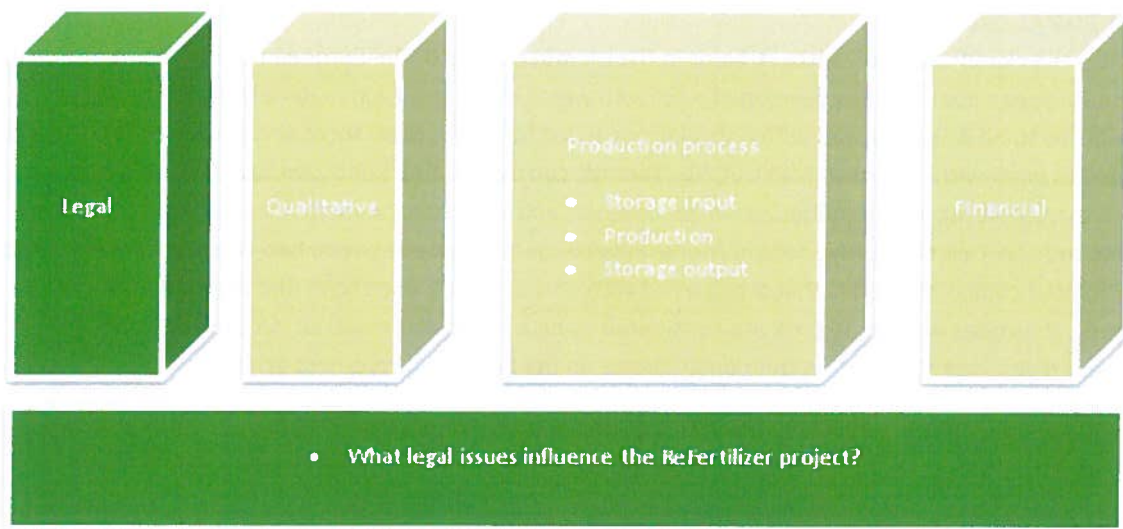 Legal
Qualitative
Production process
• Storage input
• Production
• Storage output
Financial
• What legal issues influence the ReFertilizer project?